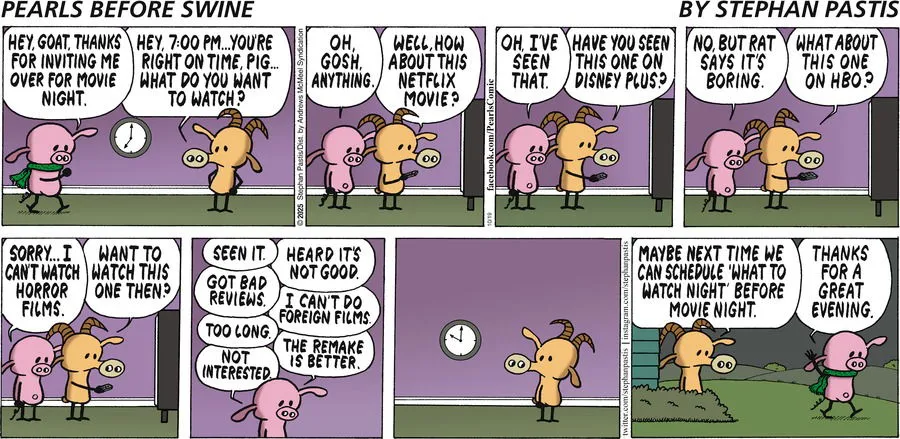 PEARLS BEFORE SWINE
BY STEPHAN PASTIS
HEY, GOAT, THANKS
FOR INVITING ME
OVER FOR MOVIE
NIGHT.
HEY, 7:00 PM...YOU'RE
RIGHT ON TIME, PIG...
WHAT DO YOU WANT
TO WATCH?
©2025 Stephan Pastis/Dist. by Andrews McMeel Syndication
OH,
GOSH,
ANYTHING.
WELL, HOW
ABOUT THIS
NETFLIX
MOVIE?
facebook.com/PearlsComic
10/19
OH, I'VE
SEEN
THAT.
HAVE YOU SEEN
THIS ONE ON
DISNEY PLUS?
NO, BUT RAT
SAYS IT'S
BORING.
WHAT ABOUT
THIS ONE
ON HBO?
SORRY... I
CAN'T WATCH
HORROR
FILMS.
WANT TO
WATCH THIS
ONE THEN?
SEEN IT.
HEARD IT'S
NOT GOOD.
GOT BAD
REVIEWS.
I CAN'T DO
FOREIGN FILMS.
TOO LONG.
THE REMAKE
IS BETTER.
NOT
INTERESTED.
twitter.com/stephanpastis | instagram.com/stephanpastis
MAYBE NEXT TIME WE
CAN SCHEDULE 'WHAT TO
WATCH NIGHT' BEFORE
MOVIE NIGHT.
THANKS
FOR A
GREAT
EVENING.